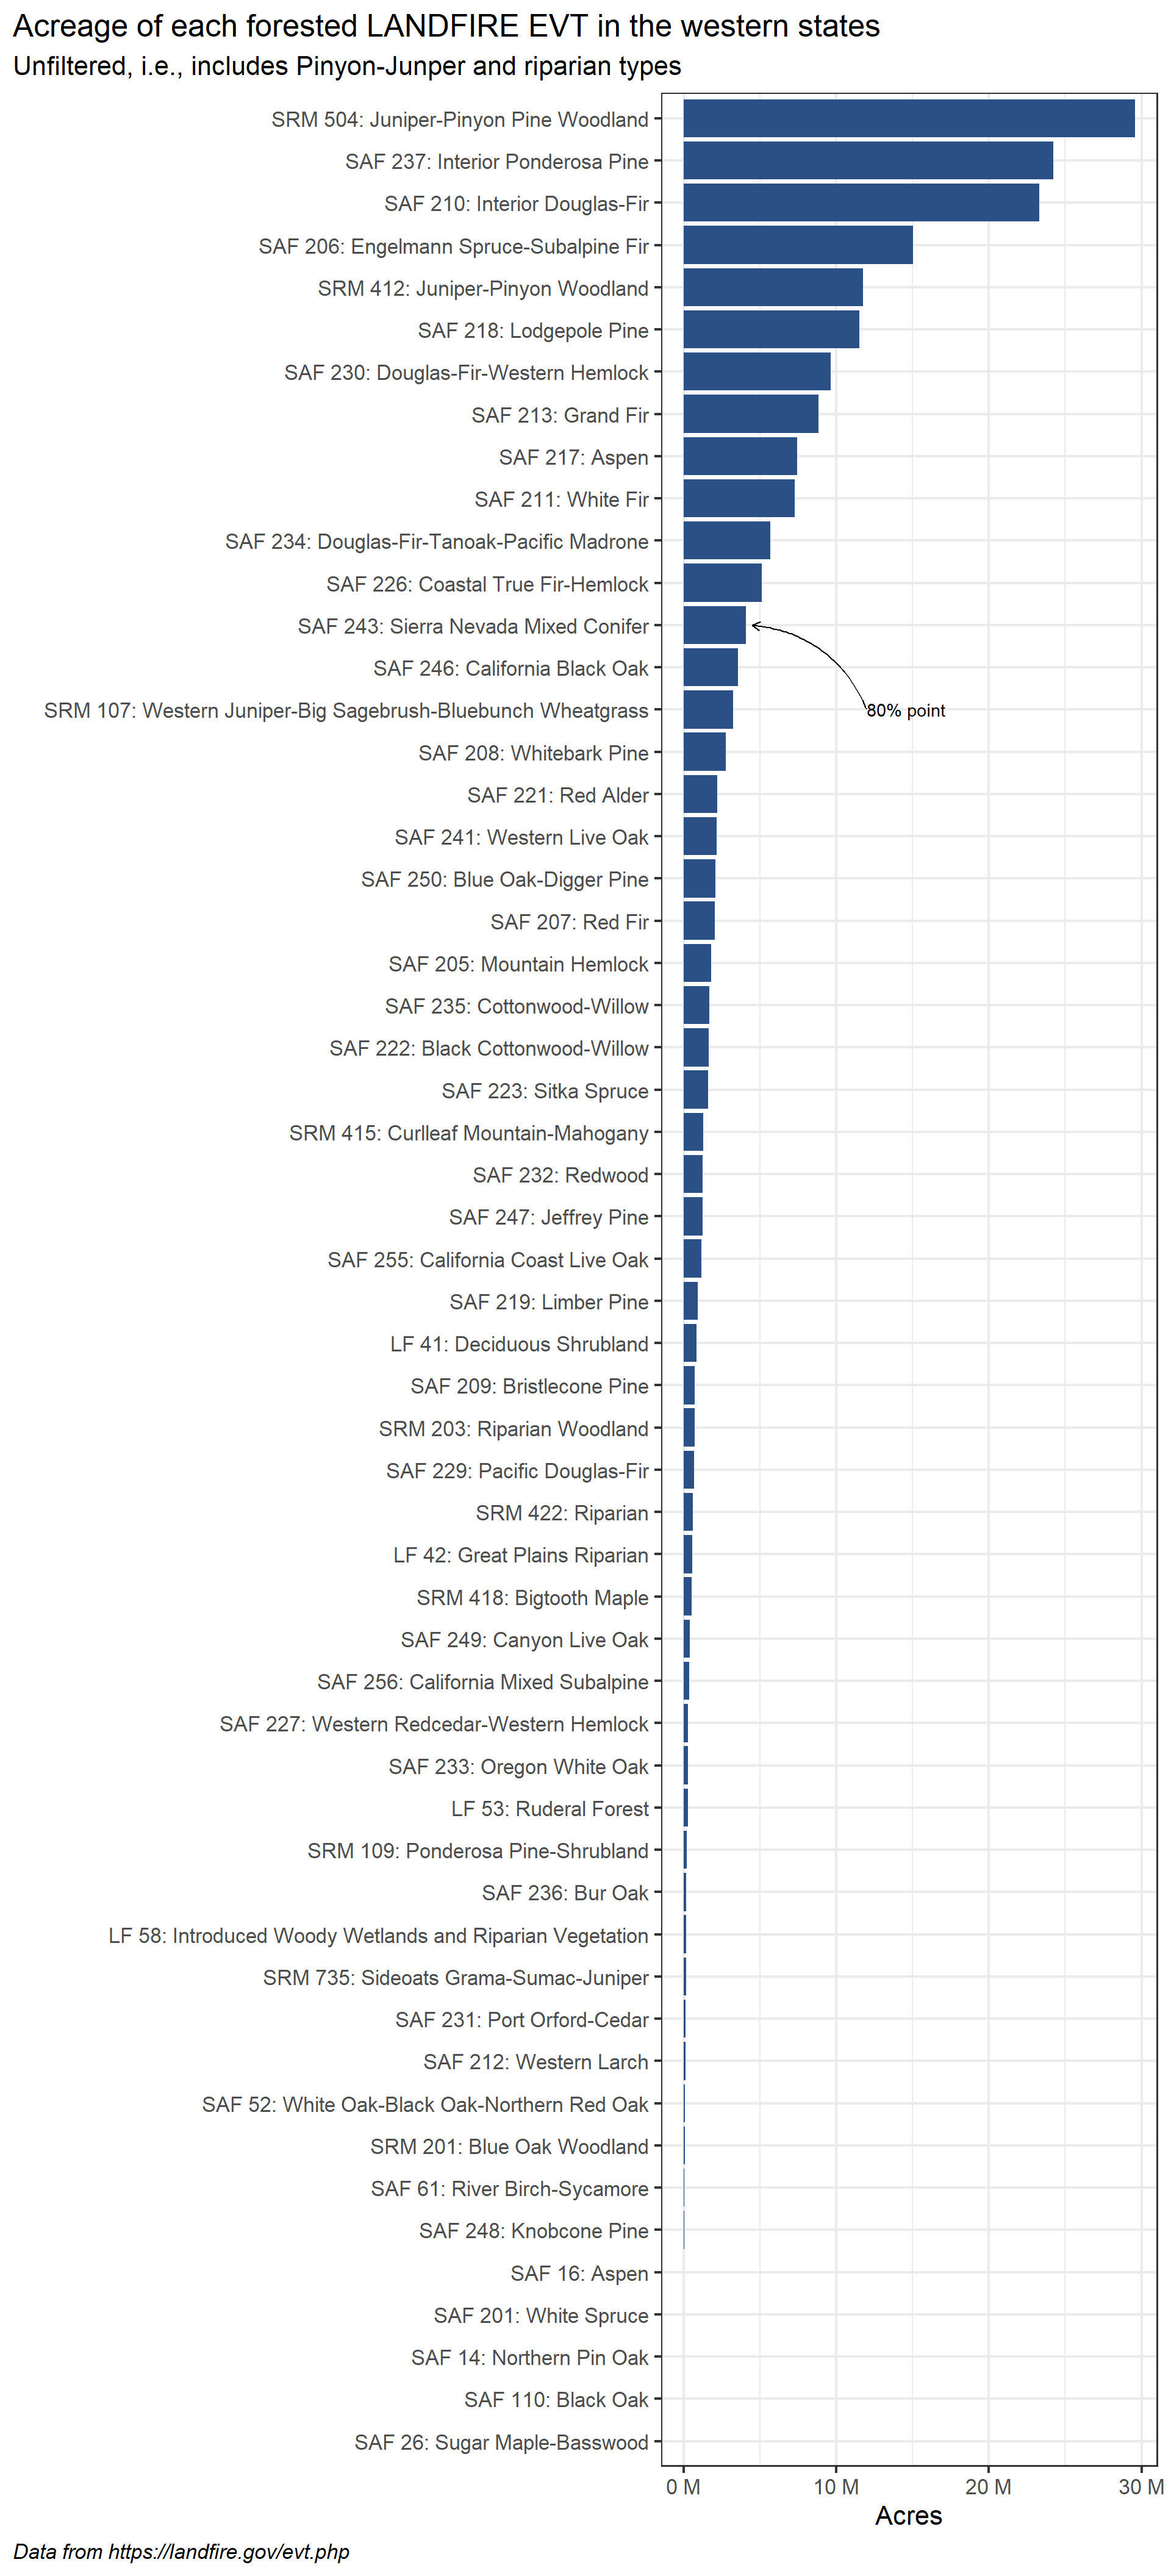 Acreage of each forested LANDFIRE EVT in the western states
Unfiltered, i.e., includes Pinyon-Junper and riparian types
SRM 504: Juniper-Pinyon Pine Woodland
SAF 237: Interior Ponderosa Pine
SAF 210: Interior Douglas-Fir
SAF 206: Engelmann Spruce-Subalpine Fir
SRM 412: Juniper-Pinyon Woodland
SAF 218: Lodgepole Pine
SAF 230: Douglas-Fir-Western Hemlock
SAF 213: Grand Fir
SAF 217: Aspen
SAF 211: White Fir
SAF 234: Douglas-Fir-Tanoak-Pacific Madrone
SAF 226: Coastal True Fir-Hemlock
SAF 243: Sierra Nevada Mixed Conifer
SAF 246: California Black Oak
SRM 107: Western Juniper-Big Sagebrush-Bluebunch Wheatgrass
80% point
SAF 208: Whitebark Pine
SAF 221: Red Alder
SAF 241: Western Live Oak
SAF 250: Blue Oak-Digger Pine
SAF 207: Red Fir
SAF 205: Mountain Hemlock
SAF 235: Cottonwood-Willow
SAF 222: Black Cottonwood-Willow
SAF 223: Sitka Spruce
SRM 415: Curlleaf Mountain-Mahogany
SAF 232: Redwood
SAF 247: Jeffrey Pine
SAF 255: California Coast Live Oak
SAF 219: Limber Pine
LF 41: Deciduous Shrubland
SAF 209: Bristlecone Pine
SRM 203: Riparian Woodland
SAF 229: Pacific Douglas-Fir
SRM 422: Riparian
LF 42: Great Plains Riparian
SRM 418: Bigtooth Maple
SAF 249: Canyon Live Oak
SAF 256: California Mixed Subalpine
SAF 227: Western Redcedar-Western Hemlock
SAF 233: Oregon White Oak
LF 53: Ruderal Forest
SRM 109: Ponderosa Pine-Shrubland
SAF 236: Bur Oak
LF 58: Introduced Woody Wetlands and Riparian Vegetation
SRM 735: Sideoats Grama-Sumac-Juniper
SAF 231: Port Orford-Cedar
SAF 212: Western Larch
SAF 52: White Oak-Black Oak-Northern Red Oak
SRM 201: Blue Oak Woodland
SAF 61: River Birch-Sycamore
SAF 248: Knobcone Pine
SAF 16: Aspen
SAF 201: White Spruce
SAF 14: Northern Pin Oak
SAF 110: Black Oak
SAF 26: Sugar Maple-Basswood
0 M 10 M 20 M 30 M
Acres
Data from https://landfire.gov/evt.php